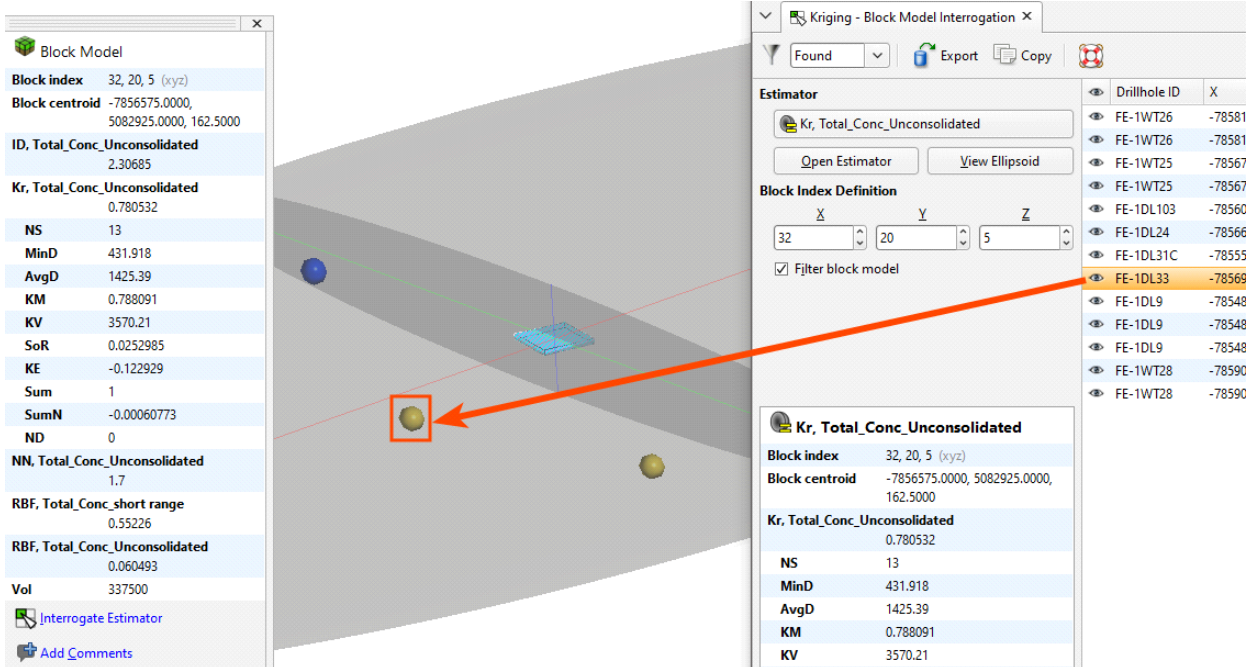 Block Model
Block index 32, 20, 5 (xyz)
Block centroid -7856575.0000,
5082925.0000, 162.5000
ID, Total_Conc_Unconsolidated
2.30685
Kr, Total_Conc_Unconsolidated
0.780532
NS 13
MinD 431.918
AvgD 1425.39
KM 0.788091
KV 3570.21
SoR 0.0252985
KE -0.122929
Sum 1
SumN -0.00060773
ND 0
NN, Total_Conc_Unconsolidated
1.7
RBF, Total_Conc_short range
0.55226
RBF, Total_Conc_Unconsolidated
0.060493
Vol 337500
Interrogate Estimator
Add Comments
Kriging - Block Model Interrogation
Found Export Copy
Estimator
Kr, Total_Conc_Unconsolidated
Open Estimator View Ellipsoid
Block Index Definition
X Y Z
32 20 5
Filter block model
Drillhole ID X
FE-1WT26 -78581
FE-1WT26 -78581
FE-1WT25 -78567
FE-1WT25 -78567
FE-1DL103 -78560
FE-1DL24 -78566
FE-1DL31C -78555
FE-1DL33 -78569
FE-1DL9 -78548
FE-1DL9 -78548
FE-1DL9 -78548
FE-1WT28 -78590
FE-1WT28 -78590
Kr, Total_Conc_Unconsolidated
Block index 32, 20, 5 (xyz)
Block centroid -7856575.0000, 5082925.0000,
162.5000
Kr, Total_Conc_Unconsolidated
0.780532
NS 13
MinD 431.918
AvgD 1425.39
KM 0.788091
KV 3570.21